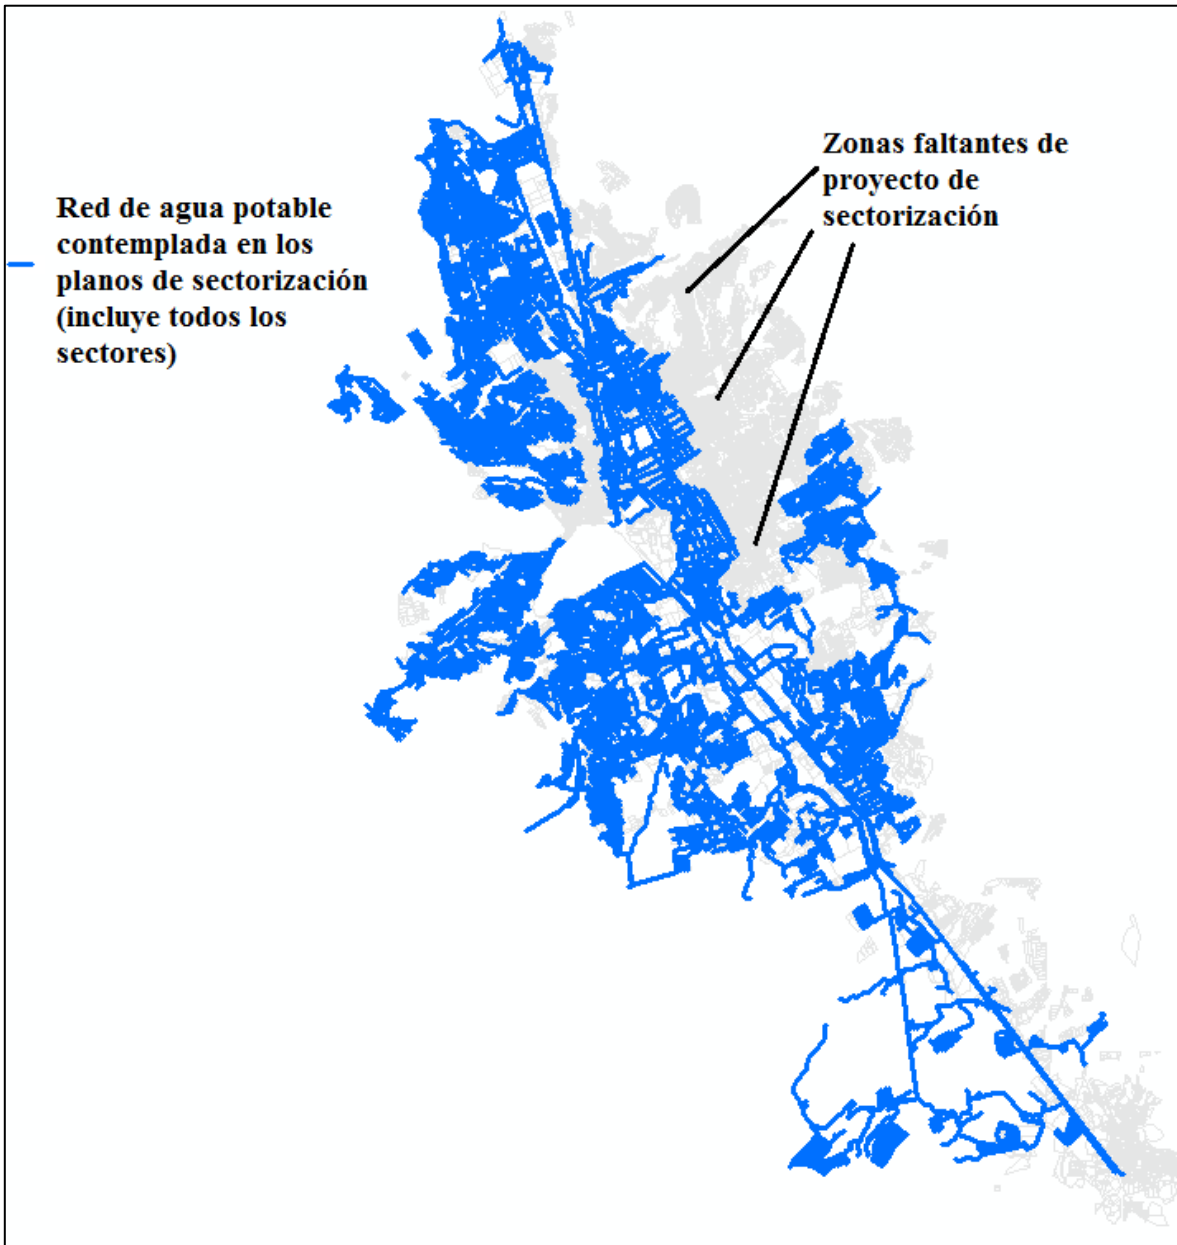 Red de agua potable
contemplada en los
planos de sectorización
(incluye todos los
sectores)
Zonas faltantes de
proyecto de
sectorización